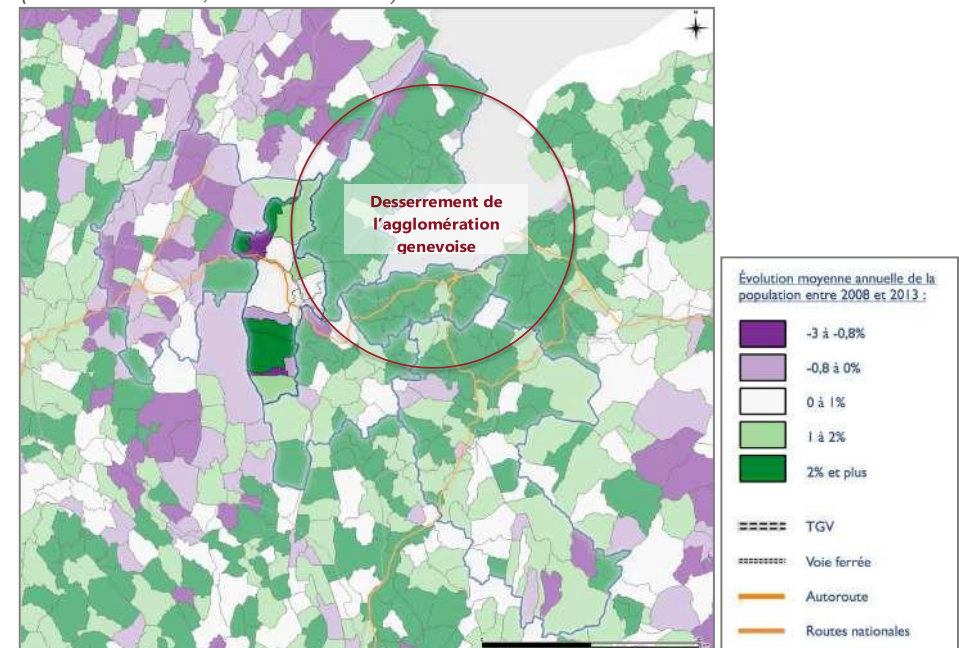 Desserrement de
l'agglomération
genevoise
Évolution moyenne annuelle de la
population entre 2008 et 2013 :
-3 à -0,8%
-0,8 à 0%
0 à 1%
1 à 2%
2% et plus
TGV
Voie ferrée
Autoroute
Routes nationales